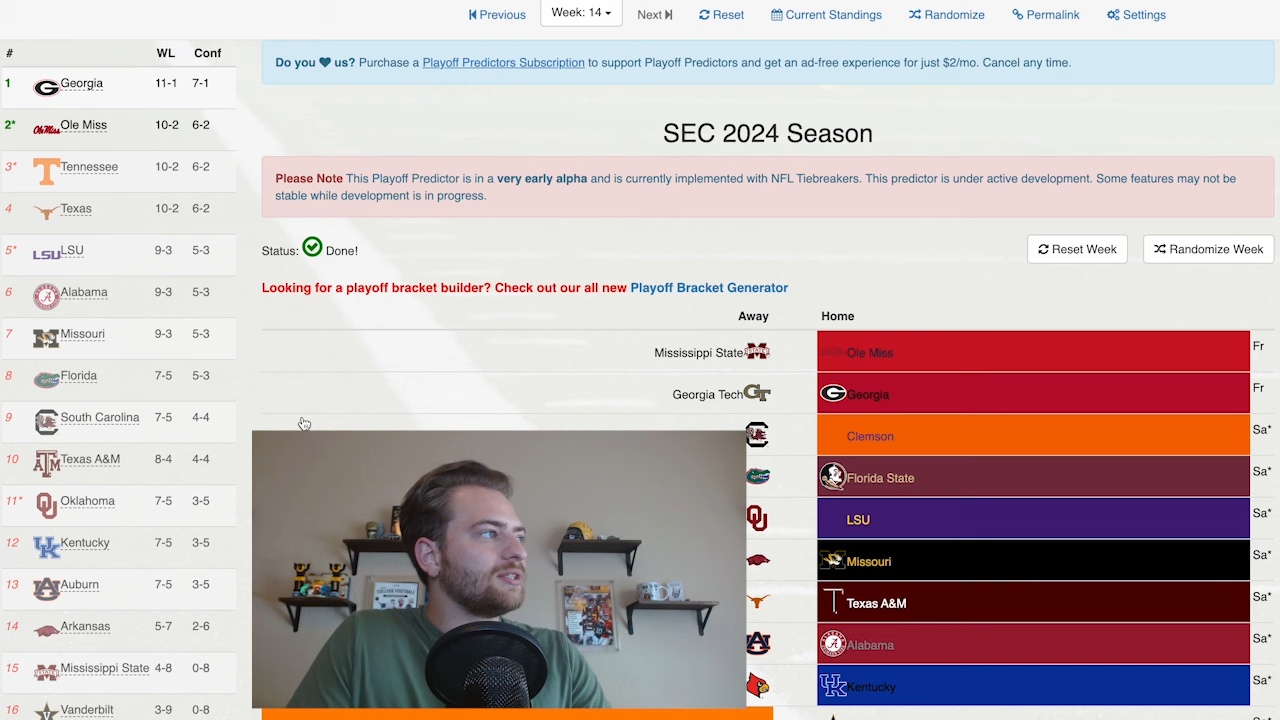 Previous
Week: 14
Next
Reset
Current Standings
Randomize
Permalink
Settings
# WL Conf
1 Georgia 11-1 7-1
2* Ole Miss 10-2 6-2
3* Tennessee 10-2 6-2
4 Texas 10-2 6-2
5* LSU 9-3 5-3
6 Alabama 9-3 5-3
7 Missouri 9-3 5-3
8 Florida 7-5 5-3
9 South Carolina 8-4 4-4
10 Texas A&M 8-4 4-4
11* Oklahoma 7-5 3-5
12 Kentucky 7-5 3-5
13 Auburn 7-5 3-5
Arkansas 5-7
15 Mississippi State 4-8 0-8
Vanderbilt 0-8
Do you us? Purchase a Playoff Predictors Subscription to support Playoff Predictors and get an ad-free experience for just $2/mo. Cancel any time.
SEC 2024 Season
Please Note This Playoff Predictor is in a very early alpha and is currently implemented with NFL Tiebreakers. This predictor is under active development. Some features may not be
stable while development is in progress.
Status: Done!
Reset Week
Randomize Week
Looking for a playoff bracket builder? Check out our all new Playoff Bracket Generator
Away Home
Mississippi State Ole Miss Fr
Georgia Tech Georgia Fr
Clemson Sa*
Florida State Sa*
LSU Sa*
Missouri Sa*
Texas A&M Sa*
Alabama Sa*
Kentucky Sa*